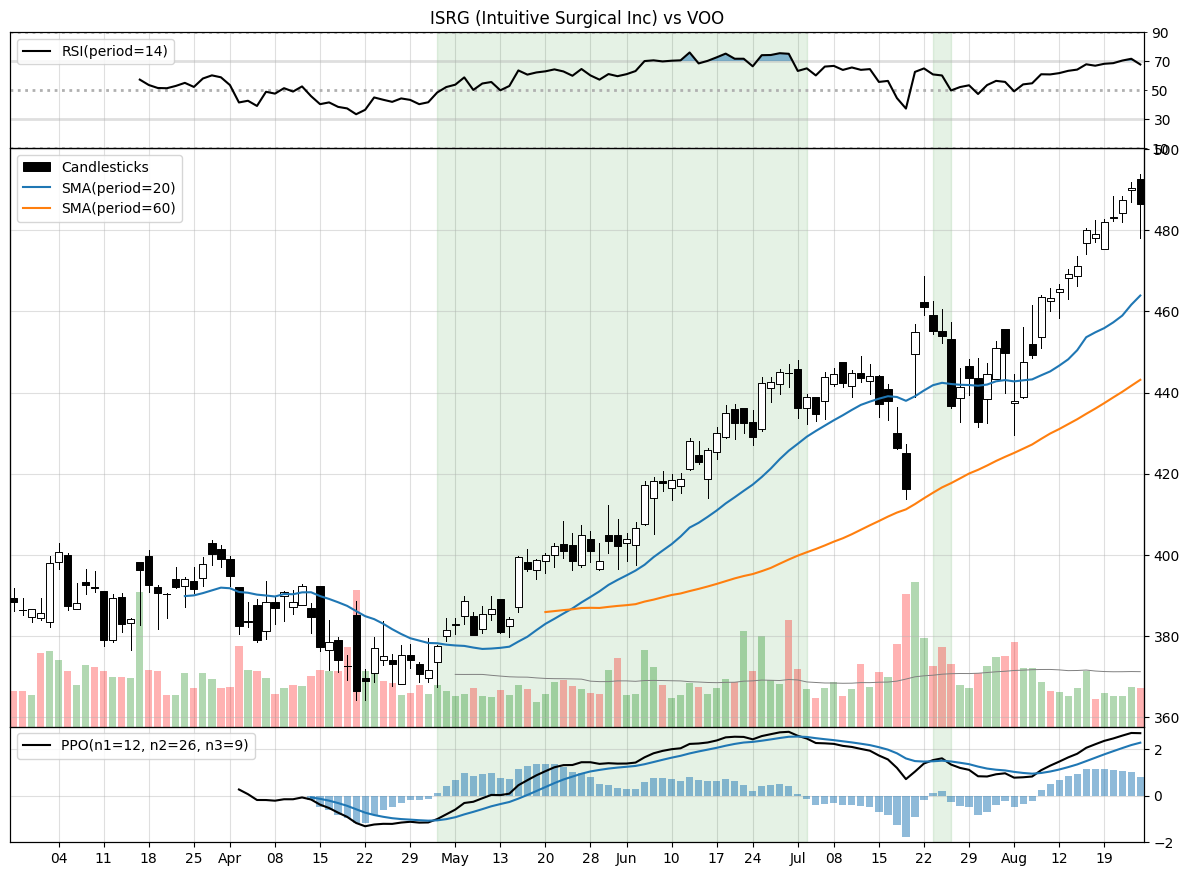 ISRG (Intuitive Surgical Inc) vs VOO
RSI(period=14)
90
70
50
30
10
Candlesticks
SMA(period=20)
SMA(period=60)
500
480
460
440
420
400
380
360
PPO(n1=12, n2=26, n3=9)
2
0
−2
04 11 18 25 Apr 08 15 22 29 May 13 20 28 Jun 10 17 24 Jul 08 15 22 29 Aug 12 19